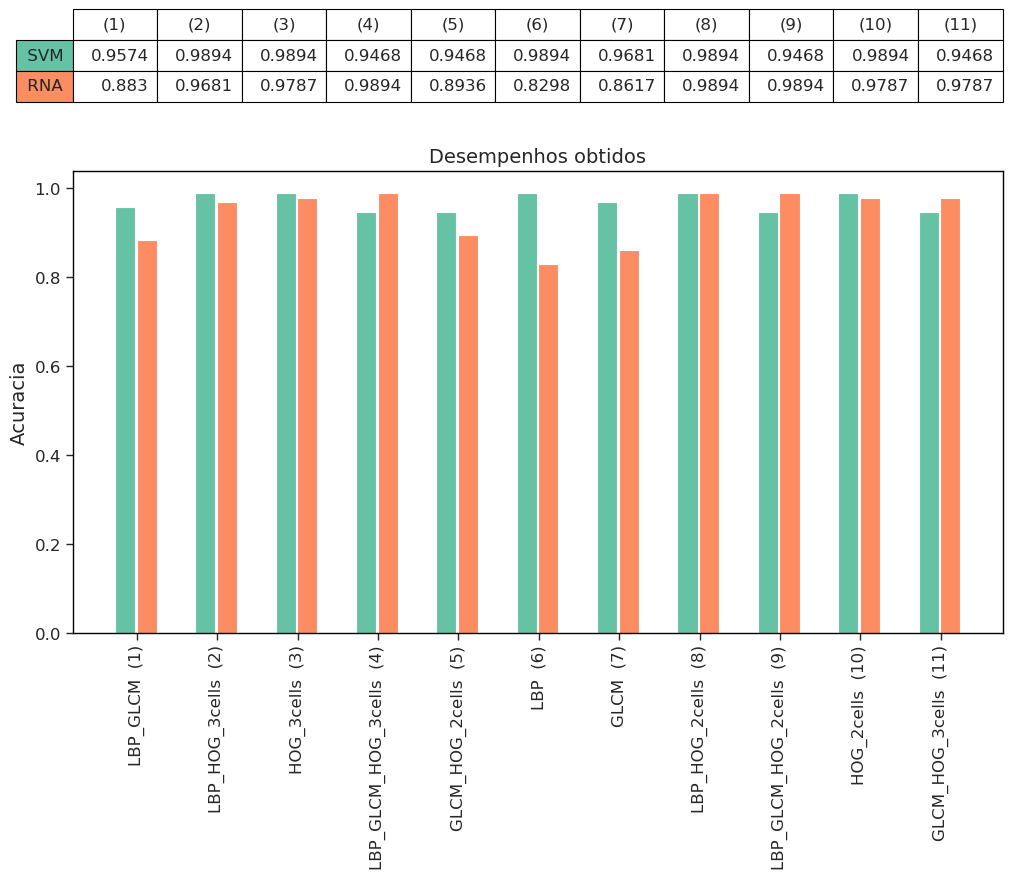 (1) (2) (3) (4) (5) (6) (7) (8) (9) (10) (11)
SVM 0.9574 0.9894 0.9894 0.9468 0.9468 0.9894 0.9681 0.9894 0.9468 0.9894 0.9468
RNA 0.883 0.9681 0.9787 0.9894 0.8936 0.8298 0.8617 0.9894 0.9894 0.9787 0.9787
Desempenhos obtidos
Acuracia
1.0
0.8
0.6
0.4
0.2
0.0
LBP_GLCM (1)
LBP_HOG_3cells (2)
HOG_3cells (3)
LBP_GLCM_HOG_3cells (4)
GLCM_HOG_2cells (5)
LBP (6)
GLCM (7)
LBP_HOG_2cells (8)
LBP_GLCM_HOG_2cells (9)
HOG_2cells (10)
GLCM_HOG_3cells (11)